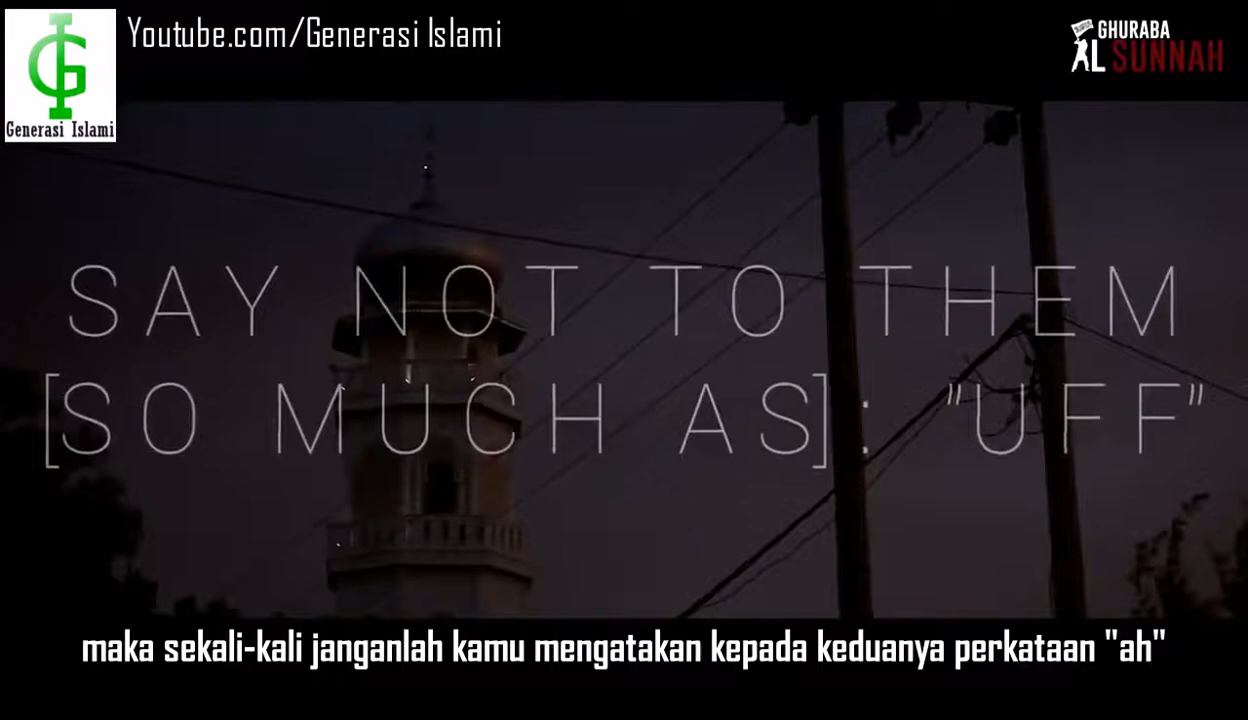 Youtube.com/Generasi Islami
Generasi Islami
GHURABA
AL SUNNAH
SAY NOT TO THEM
[SO MUCH AS]: "UFF"
maka sekali-kali janganlah kamu mengatakan kepada keduanya perkataan "ah"